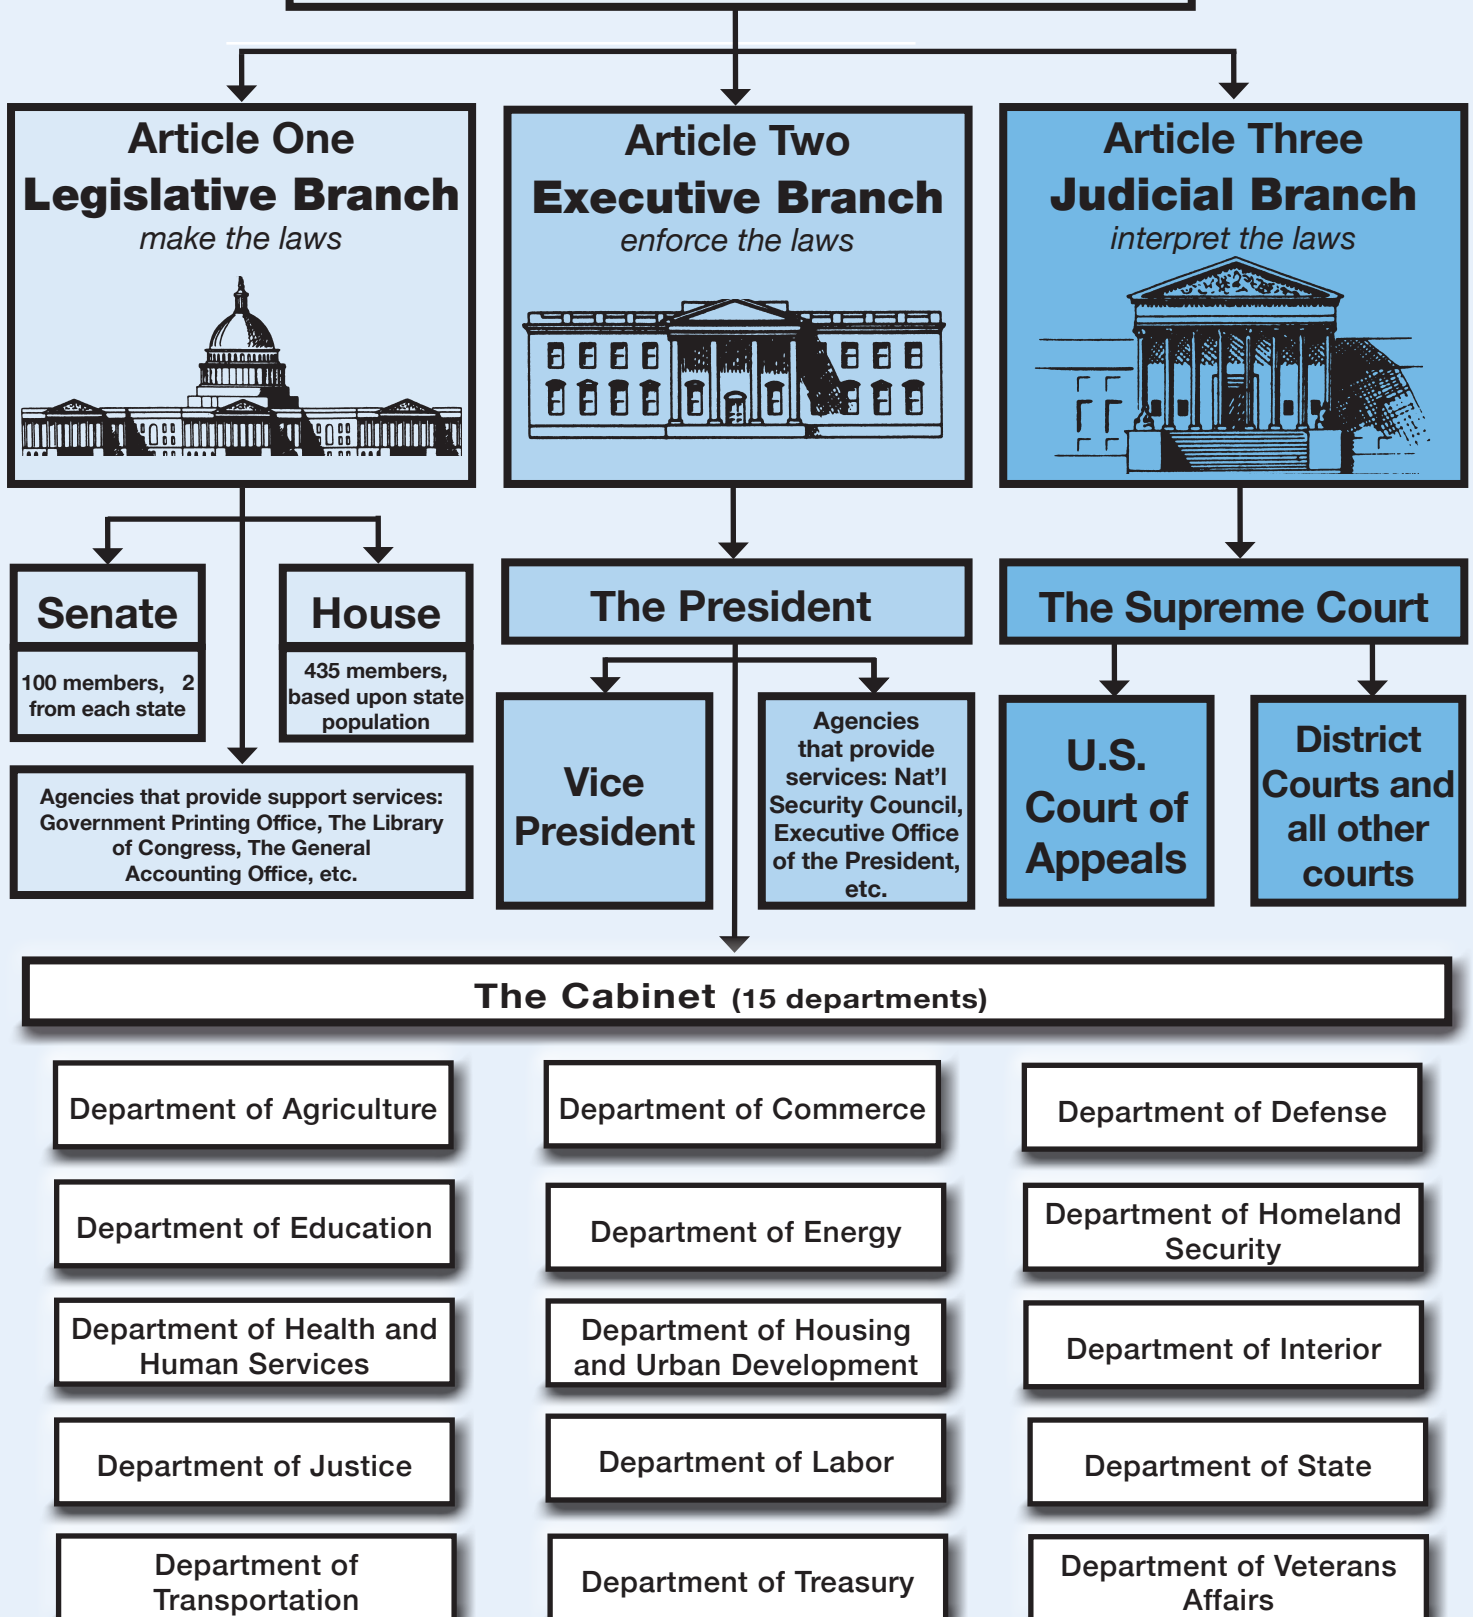 Article One
Legislative Branch
make the laws
Article Two
Executive Branch
enforce the laws
Article Three
Judicial Branch
interpret the laws
Senate
100 members, 2
from each state
House
435 members,
based upon state
population
Agencies that provide support services:
Government Printing Office, The Library
of Congress, The General
Accounting Office, etc.
The President
Vice
President
Agencies
that provide
services: Nat'l
Security Council,
Executive Office
of the President,
etc.
The Supreme Court
U.S.
Court of
Appeals
District
Courts and
all other
courts
The Cabinet (15 departments)
Department of Agriculture
Department of Commerce
Department of Defense
Department of Education
Department of Energy
Department of Homeland
Security
Department of Health and
Human Services
Department of Housing
and Urban Development
Department of Interior
Department of Justice
Department of Labor
Department of State
Department of
Transportation
Department of Treasury
Department of Veterans
Affairs